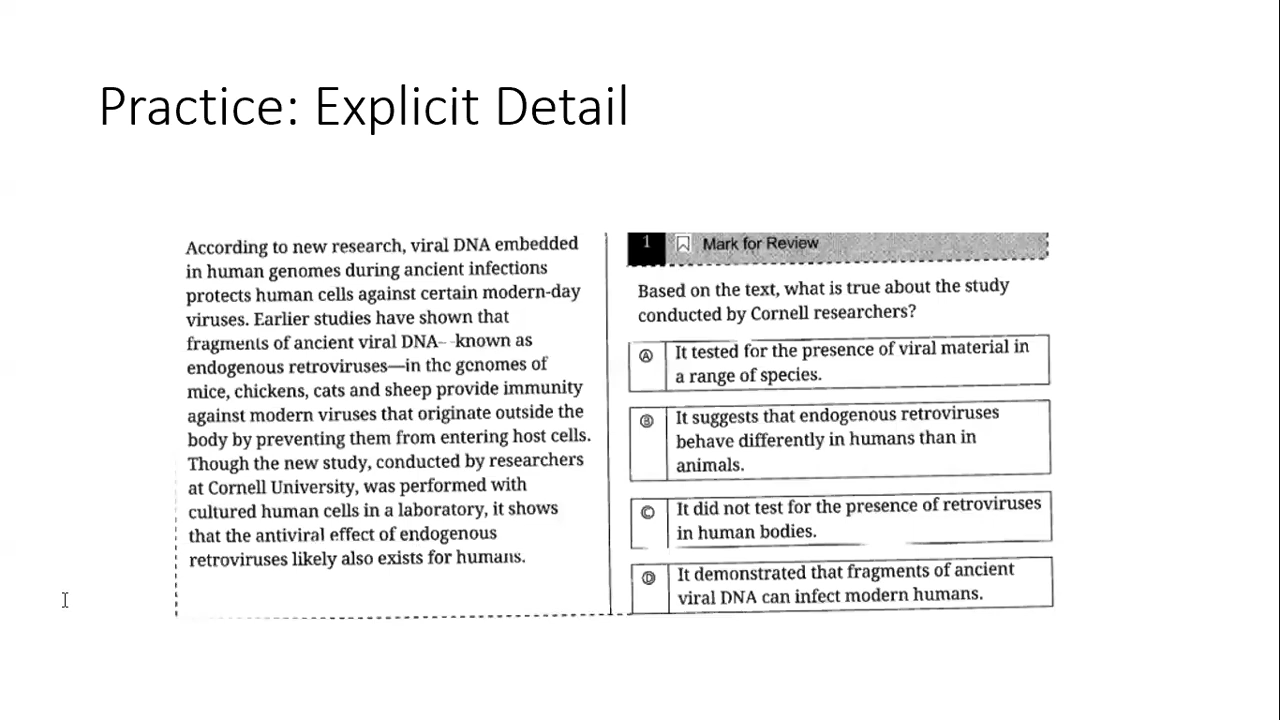 Practice: Explicit Detail
According to new research, viral DNA embedded
in human genomes during ancient infections
protects human cells against certain modern-day
viruses. Earlier studies have shown that
fragments of ancient viral DNA--known as
endogenous retroviruses—in the genomes of
mice, chickens, cats and sheep provide immunity
against modern viruses that originate outside the
body by preventing them from entering host cells.
Though the new study, conducted by researchers
at Cornell University, was performed with
cultured human cells in a laboratory, it shows
that the antiviral effect of endogenous
retroviruses likely also exists for humans.
1 Mark for Review
Based on the text, what is true about the study
conducted by Cornell researchers?
Ⓐ It tested for the presence of viral material in
a range of species.
Ⓑ It suggests that endogenous retroviruses
behave differently in humans than in
animals.
Ⓒ It did not test for the presence of retroviruses
in human bodies.
Ⓓ It demonstrated that fragments of ancient
viral DNA can infect modern humans.